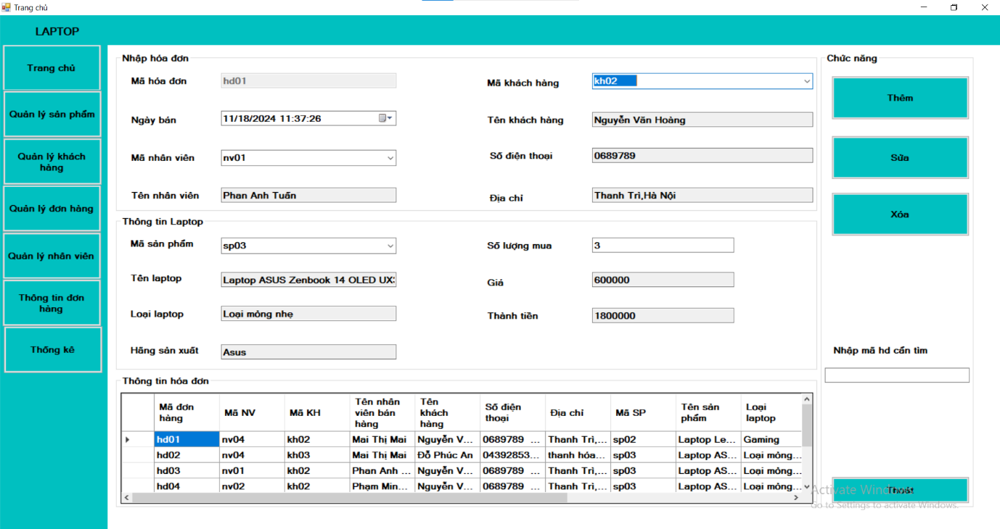 Trang chủ
LAPTOP
Trang chủ
Quản lý sản phẩm
Quản lý khách
hàng
Quản lý đơn hàng
Quản lý nhân viên
Thông tin đơn
hàng
Thống kê
Nhập hóa đơn
Mã hóa đơn hd01
Mã khách hàng kh02
Ngày bán 11/18/2024 11:37:26
Tên khách hàng Nguyễn Văn Hoàng
Mã nhân viên nv01
Số điện thoại 0689789
Tên nhân viên Phan Anh Tuấn
Địa chỉ Thanh Trì,Hà Nội
Thông tin Laptop
Mã sản phẩm sp03
Số lượng mua 3
Tên laptop Laptop ASUS Zenbook 14 OLED UX:
Giá 600000
Loại laptop Loại mỏng nhẹ
Thành tiền 1800000
Hãng sản xuất Asus
Thông tin hóa đơn
Mã đơn hàng Mã NV Mã KH Tên nhân viên bán hàng Tên khách hàng Số điện thoại Địa chỉ Mã SP Tên sản phẩm Loại laptop
hd01 nv04 kh02 Mai Thị Mai Nguyễn V... 0689789 ... Thanh Trì,... sp02 Laptop Le... Gaming
hd02 nv04 kh03 Mai Thị Mai Đỗ Phúc An 04392853... thanh hóa... sp03 Laptop AS... Loại mỏng...
hd03 nv01 kh02 Phan Anh ... Nguyễn V... 0689789 ... Thanh Trì,... sp03 Laptop AS... Loại mỏng...
hd04 nv02 kh02 Phạm Min... Nguyễn V... 0689789 ... Thanh Trì,... sp03 Laptop AS... Loại mỏng...
Chức năng
Thêm
Sửa
Xóa
Nhập mã hd cần tìm
Thoát
Activate Windows
Go to Settings to activate Windows.